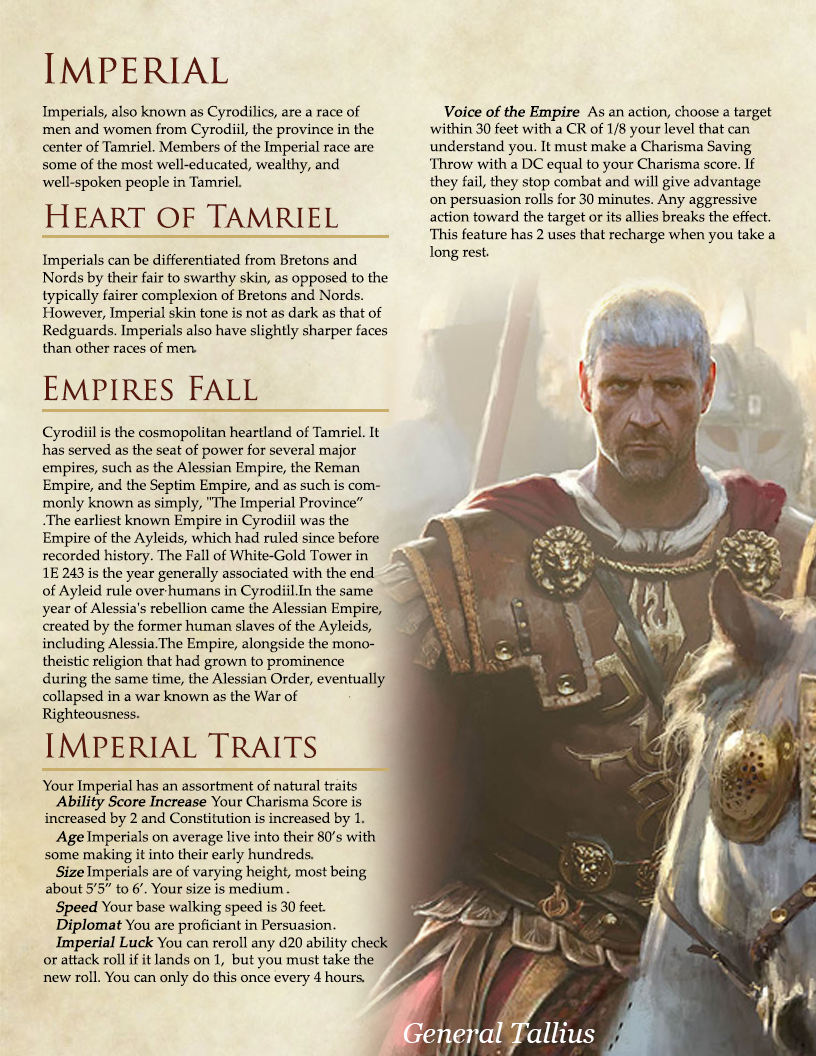 IMPERIAL
Imperials, also known as Cyrodilics, are a race of
men and women from Cyrodiil, the province in the
center of Tamriel. Members of the Imperial race are
some of the most well-educated, wealthy, and
well-spoken people in Tamriel.
HEART OF TAMRIEL
Imperials can be differentiated from Bretons and
Nords by their fair to swarthy skin, as opposed to the
typically fairer complexion of Bretons and Nords.
However, Imperial skin tone is not as dark as that of
Redguards. Imperials also have slightly sharper faces
than other races of men.
EMPIRES FALL
Cyrodiil is the cosmopolitan heartland of Tamriel. It
has served as the seat of power for several major
empires, such as the Alessian Empire, the Reman
Empire, and the Septim Empire, and as such is com-
monly known as simply, "The Imperial Province”
.The earliest known Empire in Cyrodiil was the
Empire of the Ayleids, which had ruled since before
recorded history. The Fall of White-Gold Tower in
1E 243 is the year generally associated with the end
of Ayleid rule over humans in Cyrodiil.In the same
year of Alessia's rebellion came the Alessian Empire,
created by the former human slaves of the Ayleids,
including Alessia.The Empire, alongside the mono-
theistic religion that had grown to prominence
during the same time, the Alessian Order, eventually
collapsed in a war known as the War of
Righteousness.
IMPERIAL TRAITS
Your Imperial has an assortment of natural traits
Ability Score Increase Your Charisma Score is
increased by 2 and Constitution is increased by 1.
Age Imperials on average live into their 80’s with
some making it into their early hundreds.
Size Imperials are of varying height, most being
about 5’5” to 6’. Your size is medium .
Speed Your base walking speed is 30 feet.
Diplomat You are proficiant in Persuasion.
Imperial Luck You can reroll any d20 ability check
or attack roll if it lands on 1, but you must take the
new roll. You can only do this once every 4 hours.
Voice of the Empire As an action, choose a target
within 30 feet with a CR of 1/8 your level that can
understand you. It must make a Charisma Saving
Throw with a DC equal to your Charisma score. If
they fail, they stop combat and will give advantage
on persuasion rolls for 30 minutes. Any aggressive
action toward the target or its allies breaks the effect.
This feature has 2 uses that recharge when you take a
long rest.
General Tallius